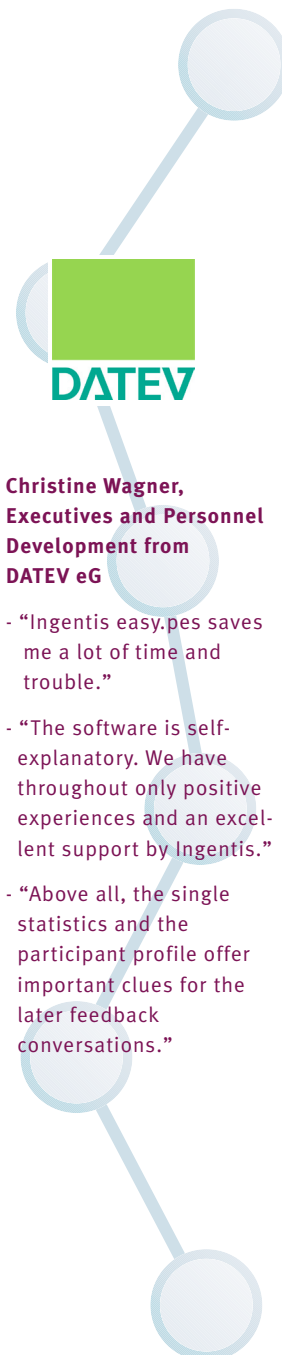 DATEV
Christine Wagner,
Executives and Personnel
Development from
DATEV eG
- “Ingentis easy.pes saves
me a lot of time and
trouble.”
- “The software is self-
explanatory. We have
throughout only positive
experiences and an excel-
lent support by Ingentis.”
- “Above all, the single
statistics and the
participant profile offer
important clues for the
later feedback
conversations.”